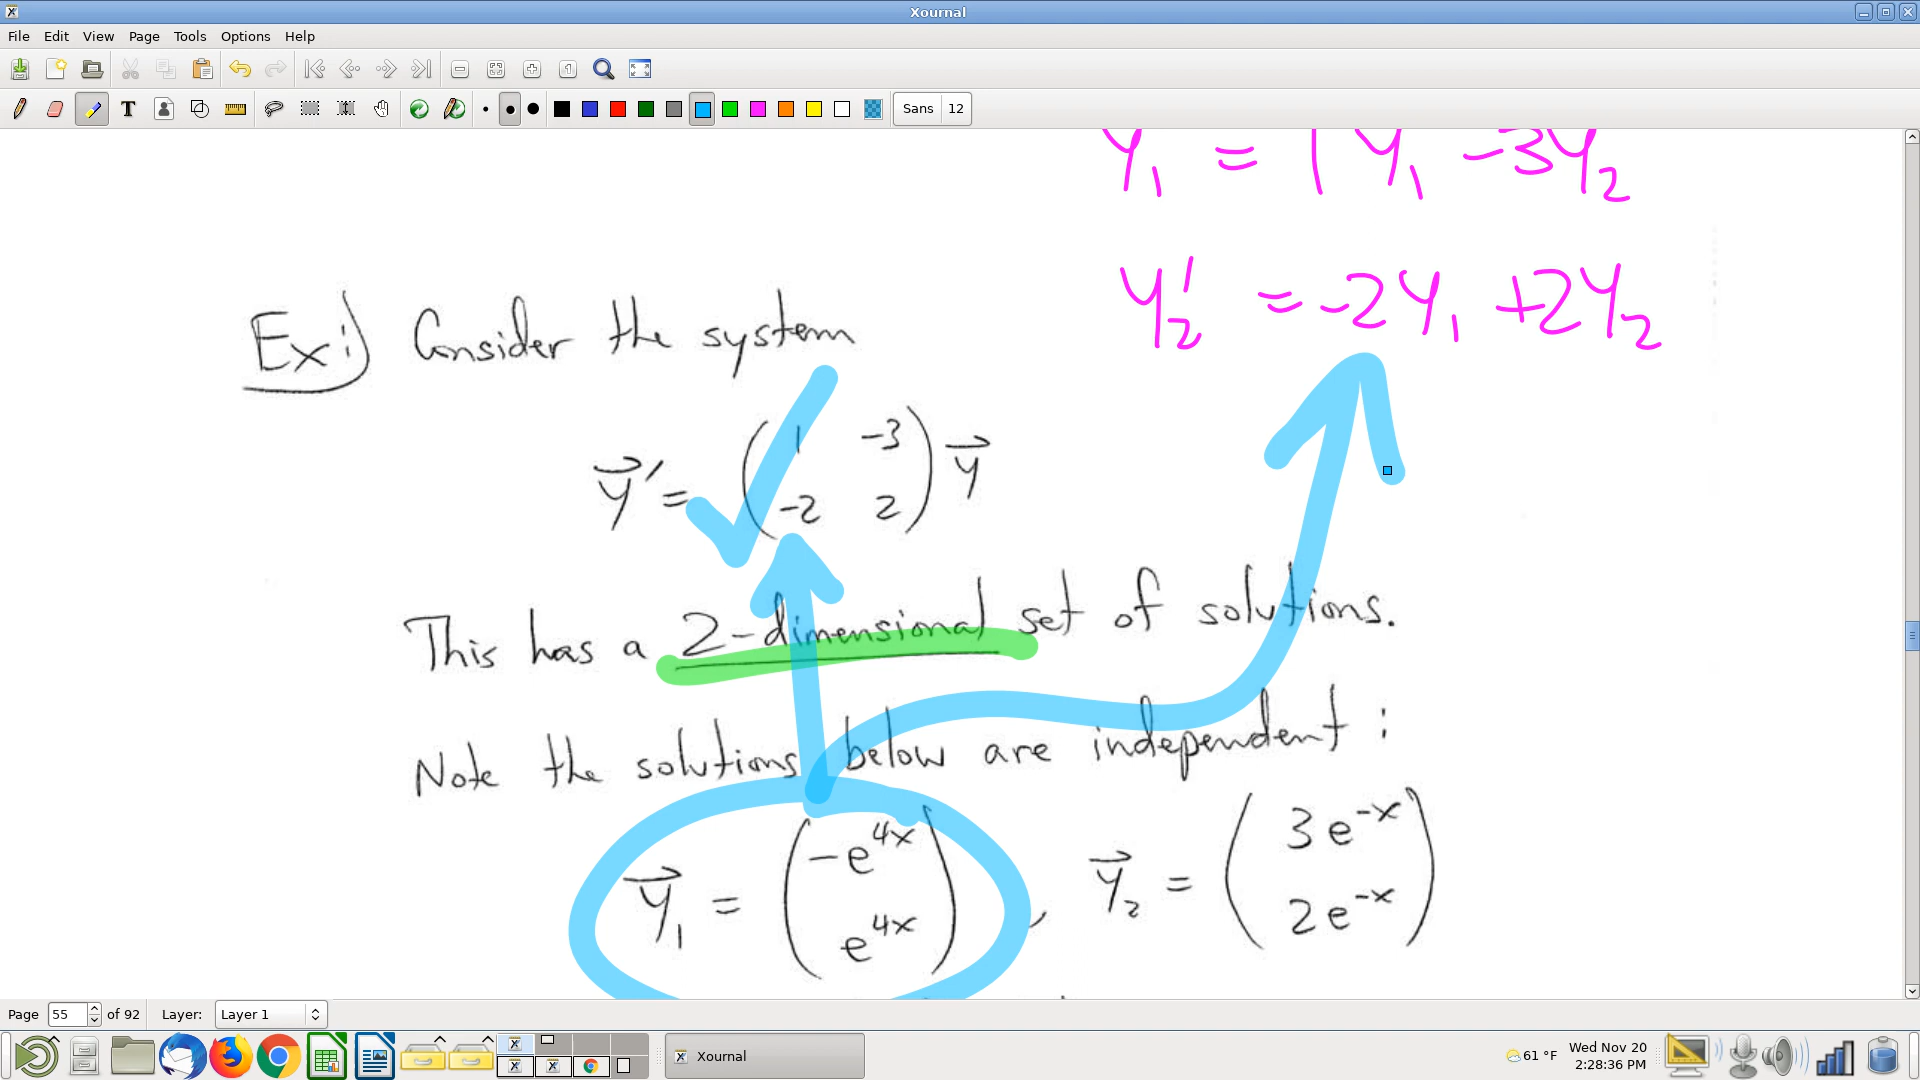 Xournal
File Edit View Page Tools Options Help
T Sans 12
y₁ = 1y₁ -3y₂
y₂' = -2y₁ +2y₂
Ex:) Consider the system
y⃗' = ( 1 -3
-2 2 ) y⃗
This has a 2-dimensional set of solutions.
Note the solutions below are independent :
y⃗₁ = ( -e^{4x}
e^{4x} ) , y⃗₂ = ( 3e^{-x}
2e^{-x} )
Page 55 of 92 Layer: Layer 1
Xournal
61 °F
Wed Nov 20
2:28:36 PM